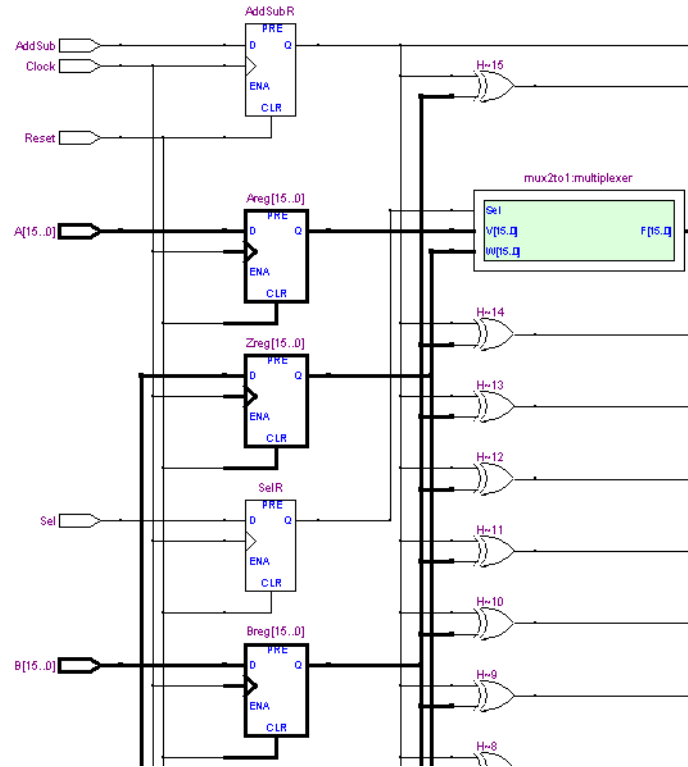 AddSubR
PRE
AddSub
D
Q
Clock
ENA
CLR
H~15
Reset
mux2to1:multiplexer
Areg[15..0]
PRE
A[15..0]
D
Q
ENA
CLR
Sel
V[15..0]
F[15..0]
W[15..0]
H~14
Zreg[15..0]
PRE
D
Q
ENA
CLR
H~13
H~12
SelR
PRE
Sel
D
Q
ENA
CLR
H~11
H~10
Breg[15..0]
PRE
B[15..0]
D
Q
ENA
CLR
H~9
H~8